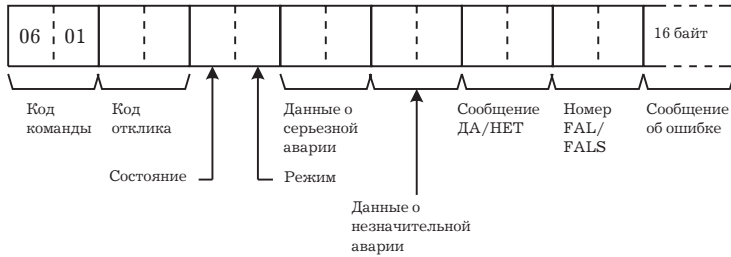 06 01
16 байт
Код
команды
Код
отклика
Данные о
серьезной
аварии
Сообщение
ДА/НЕТ
Номер
FAL/
FALS
Сообщение
об ошибке
Состояние
Режим
Данные о
незначительной
аварии